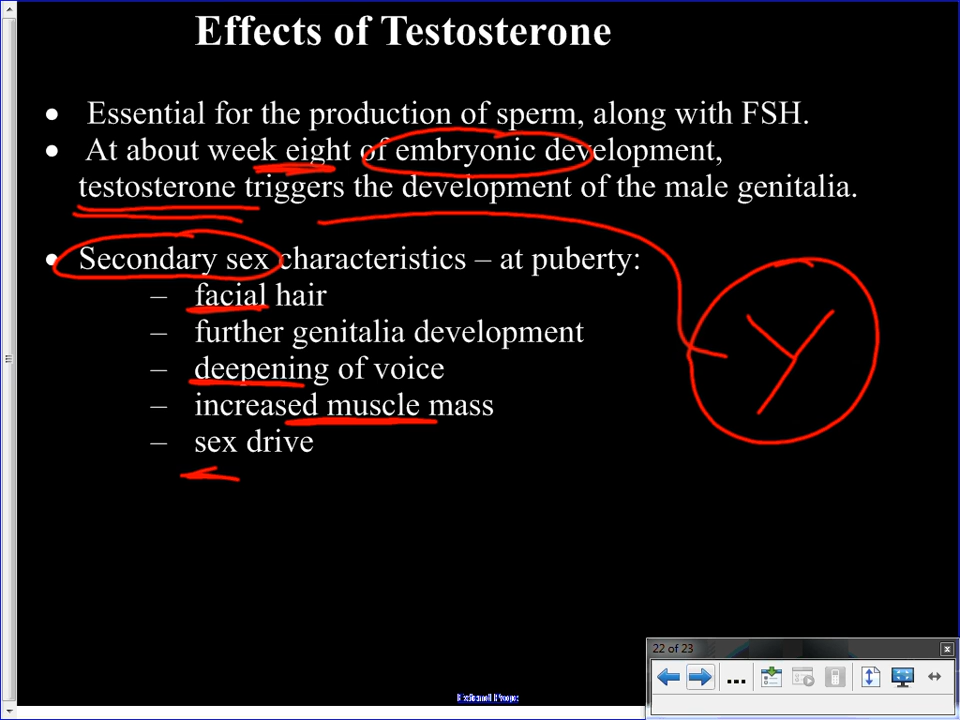 Effects of Testosterone
• Essential for the production of sperm, along with FSH.
• At about week eight of embryonic development,
testosterone triggers the development of the male genitalia.
• Secondary sex characteristics – at puberty:
– facial hair
– further genitalia development
– deepening of voice
– increased muscle mass
– sex drive
Y
22 of 23